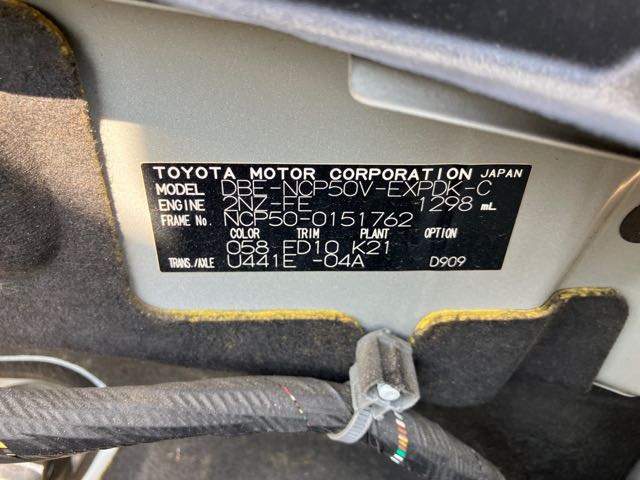 TOYOTA MOTOR CORPORATION JAPAN
MODEL DBE-NCP50V-EXPDK-C
ENGINE 2NZ-FE 1298 mL
FRAME No. NCP50-0151762
COLOR TRIM PLANT OPTION
058 ED10 K21
TRANS./AXLE U441E -04A D909